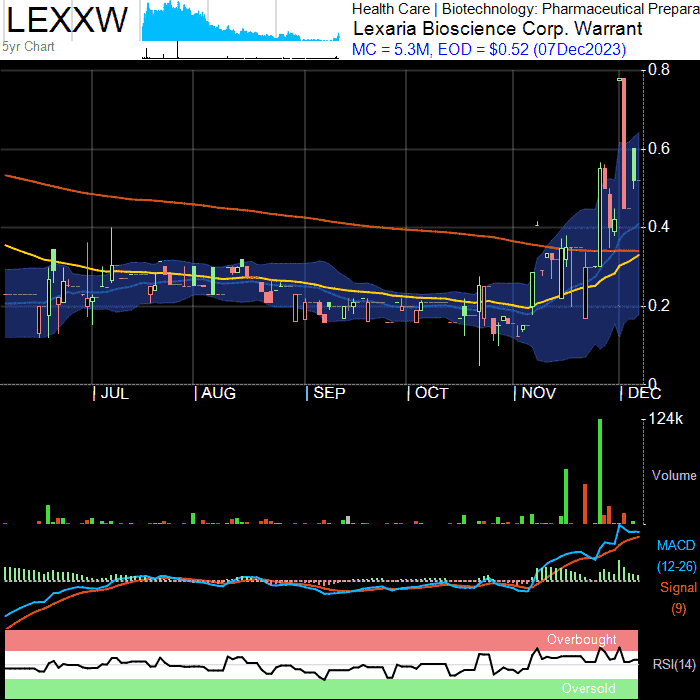 LEXXW
5yr Chart
Health Care | Biotechnology: Pharmaceutical Prepara
Lexaria Bioscience Corp. Warrant
MC = 5.3M, EOD = $0.52 (07Dec2023)
0.8
0.6
0.4
0.2
0
JUL
AUG
SEP
OCT
NOV
DEC
124k
Volume
MACD
(12-26)
Signal
(9)
Overbought
RSI(14)
Oversold